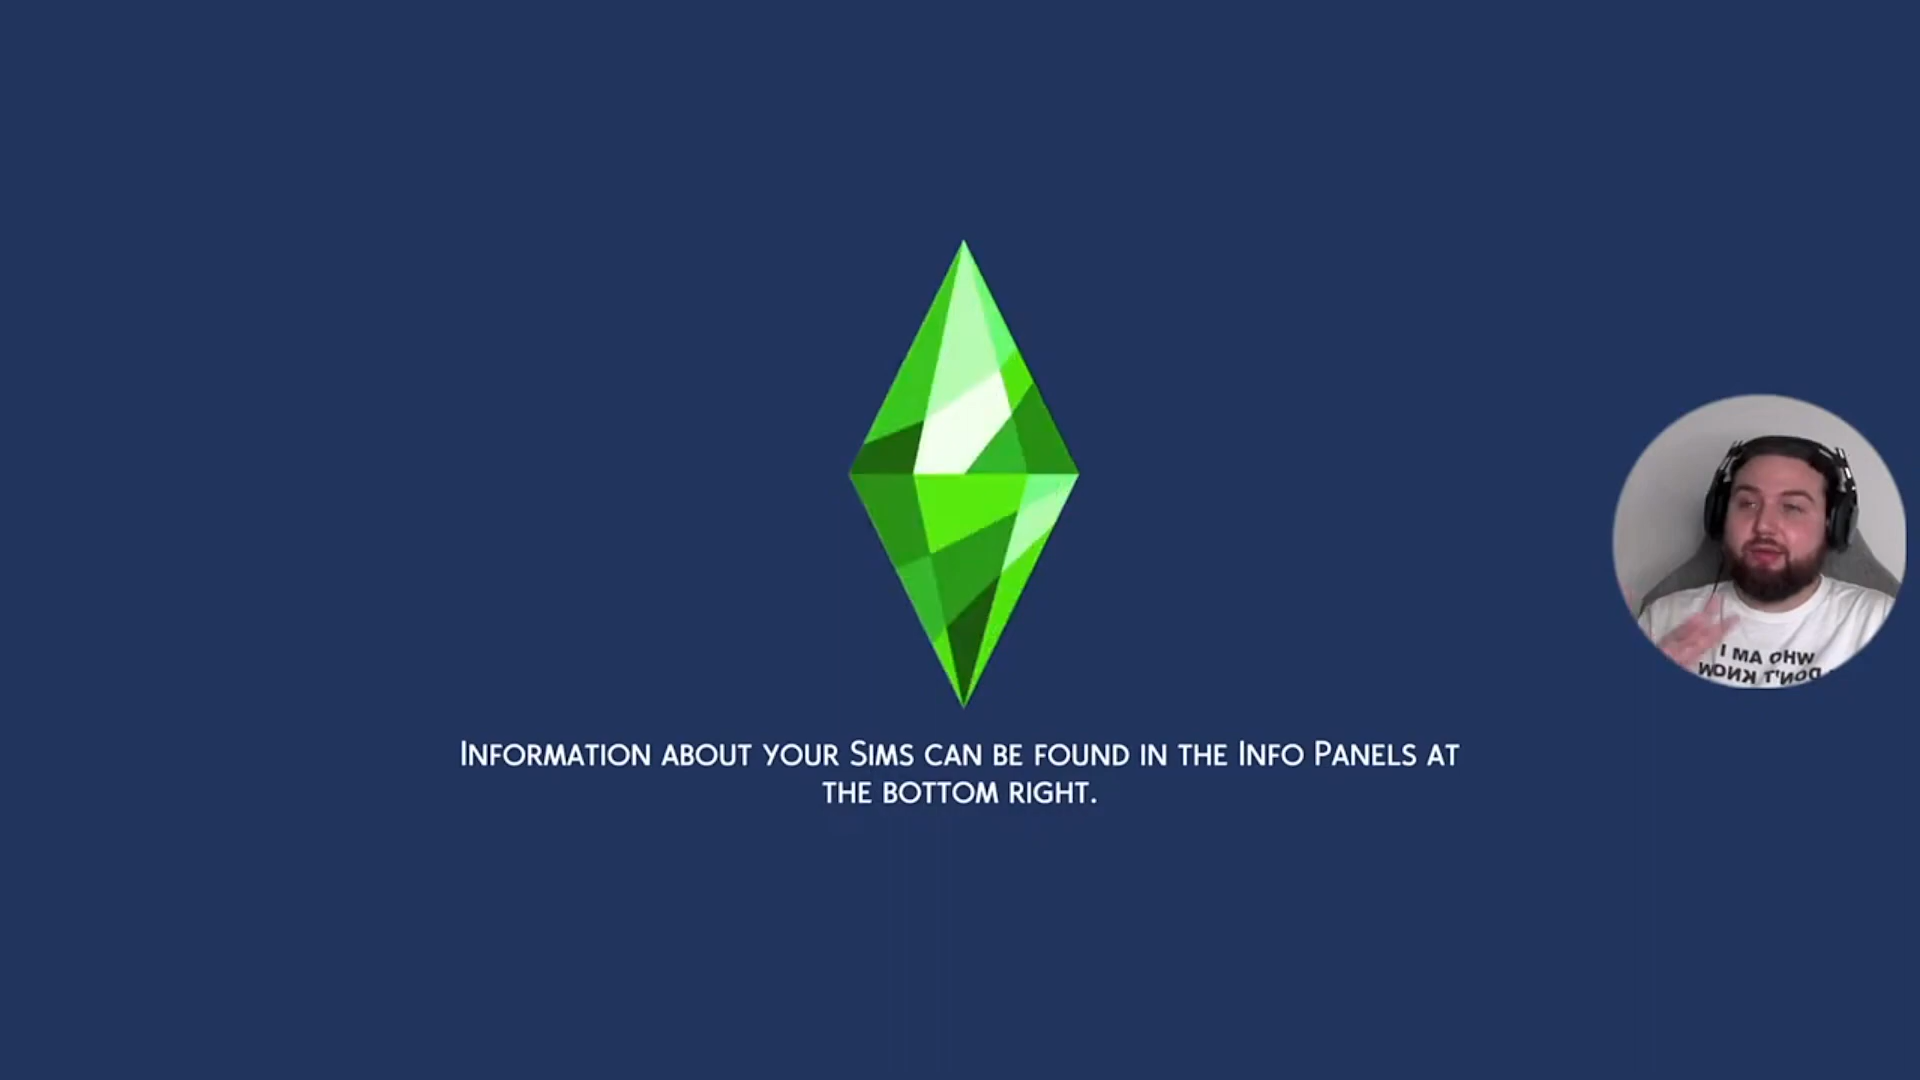 Information about your Sims can be found in the Info Panels at
the bottom right.
WHO AM I
DON'T KNOW